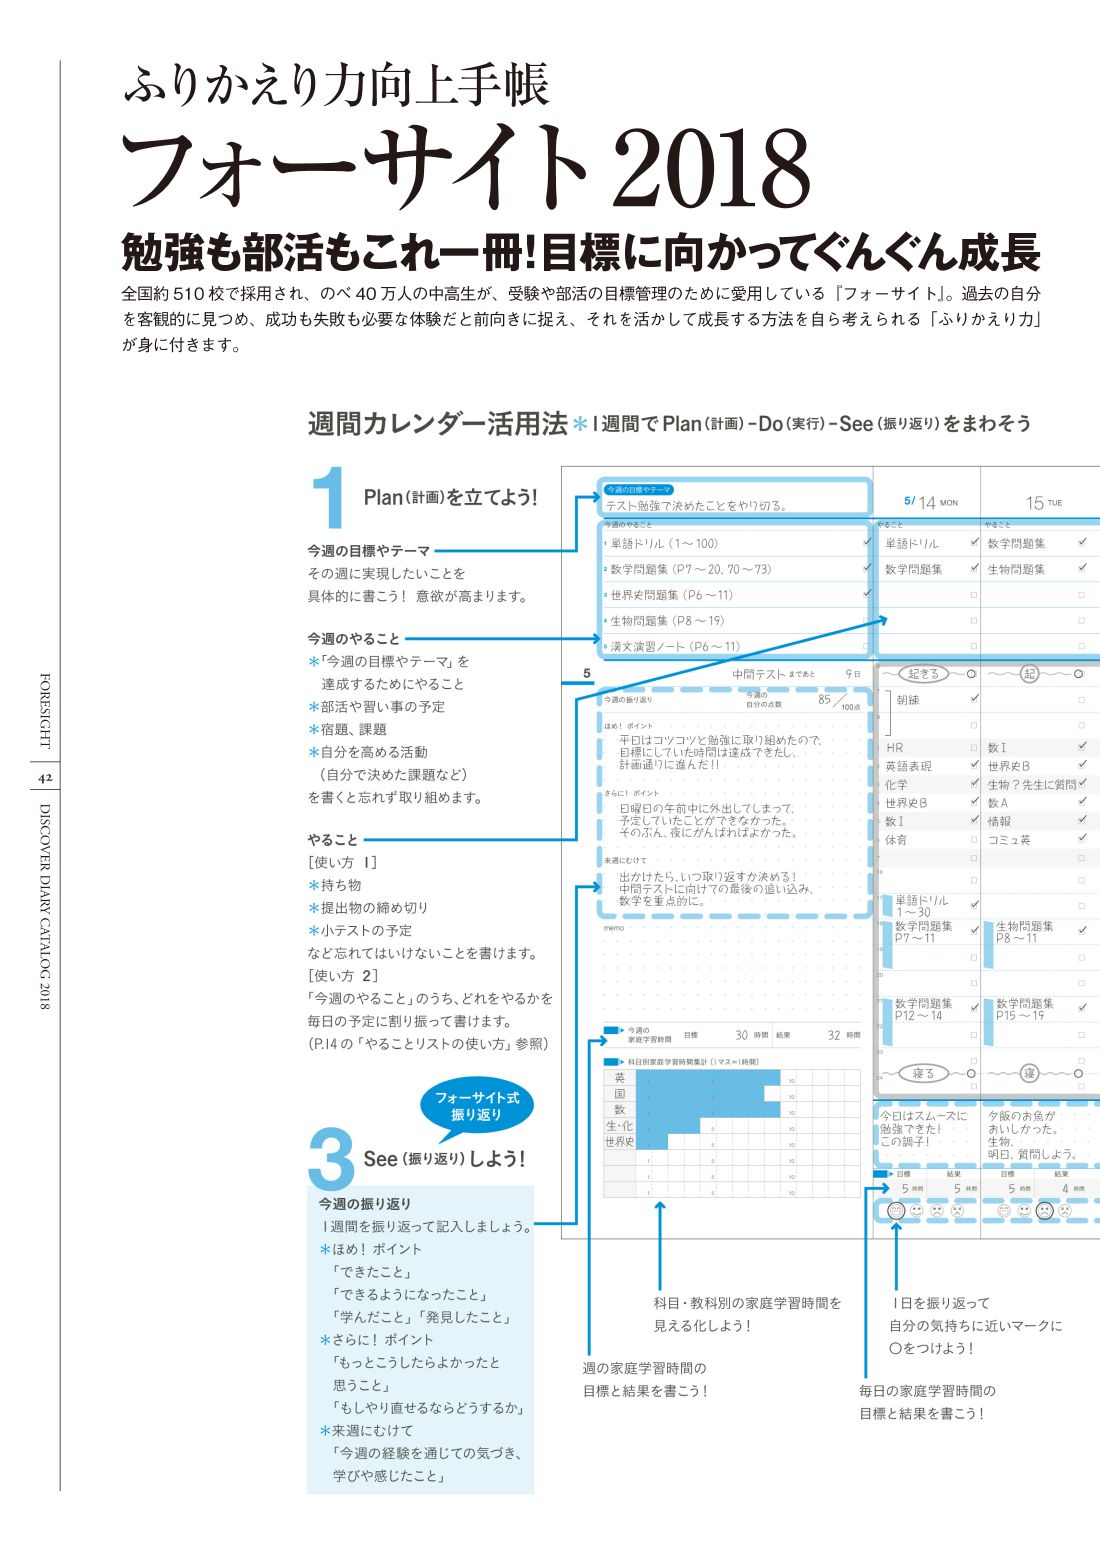 ふりかえり力向上手帳
フォーサイト 2018
勉強も部活もこれ一冊!目標に向かってぐんぐん成長
全国約 510 校で採用され、のべ 40 万人の中高生が、受験や部活の目標管理のために愛用している『フォーサイト』。過去の自分
を客観的に見つめ、成功も失敗も必要な体験だと前向きに捉え、それを活かして成長する方法を自ら考えられる「ふりかえり力」
が身に付きます。
FORESIGHT
42
DISCOVER DIARY CATALOG 2018
週間カレンダー活用法 * 1週間で Plan(計画)-Do(実行)-See(振り返り)をまわそう
1
Plan(計画)を立てよう!
今週の目標やテーマ
その週に実現したいことを
具体的に書こう! 意欲が高まります。
今週のやること
*「今週の目標やテーマ」を
達成するためにやること
*部活や習い事の予定
*宿題、課題
*自分を高める活動
(自分で決めた課題など)
を書くと忘れず取り組めます。
やること
[使い方 1]
*持ち物
*提出物の締め切り
*小テストの予定
など忘れてはいけないことを書けます。
[使い方 2]
「今週のやること」のうち、どれをやるかを
毎日の予定に割り振って書けます。
(P.14の「やることリストの使い方」参照)
フォーサイト式
振り返り
3
See(振り返り)しよう!
今週の振り返り
1週間を振り返って記入しましょう。
*ほめ! ポイント
「できたこと」
「できるようになったこと」
「学んだこと」「発見したこと」
*さらに! ポイント
「もっとこうしたらよかったと
思うこと」
「もしやり直せるならどうするか」
*来週にむけて
「今週の経験を通じての気づき、
学びや感じたこと」
今週の目標やテーマ
テスト勉強で決めたことをやり切る。
今週のやること
1 単語ドリル(1~100)
2 数学問題集(P7~20、70~73)
3 世界史問題集(P6~11)
4 生物問題集(P8~19)
5 漢文演習ノート(P6~11)
5
中間テスト まであと 9日
今週の振り返り
今週の
自分の点数
85/100点
ほめ! ポイント
平日はコツコツと勉強に取り組めたので、
目標にしていた時間は達成できたし、
計画通りに進んだ!!
さらに! ポイント
日曜日の午前中に外出してしまって、
予定していたことができなかった。
そのぶん、夜にがんばればよかった。
来週にむけて
出かけたら、いつ取り返すか決める!
中間テストに向けての最後の追い込み、
数学を重点的に。
memo
今週の
家庭学習時間
目標 30 時間 結果 32 時間
科目別家庭学習時間集計(1マス=1時間)
英
国
数
生・化
世界史
5/14 MON
やること
単語ドリル
数学問題集
起きる
朝練
HR
英語表現
化学
世界史B
数I
体育
単語ドリル
1~30
数学問題集
P7~11
数学問題集
P12~14
寝る
今日はスムーズに
勉強できた!
この調子!
目標 結果
5 時間 5 時間
15 TUE
やること
数学問題集
生物問題集
起
数I
世界史B
生物?先生に質問
数A
情報
コミュ英
生物問題集
P8~11
数学問題集
P15~19
寝
夕飯のお魚が
おいしかった。
生物、
明日、質問しよう。
目標 結果
5 時間 4 時間
科目・教科別の家庭学習時間を
見える化しよう!
週の家庭学習時間の
目標と結果を書こう!
1日を振り返って
自分の気持ちに近いマークに
○をつけよう!
毎日の家庭学習時間の
目標と結果を書こう!